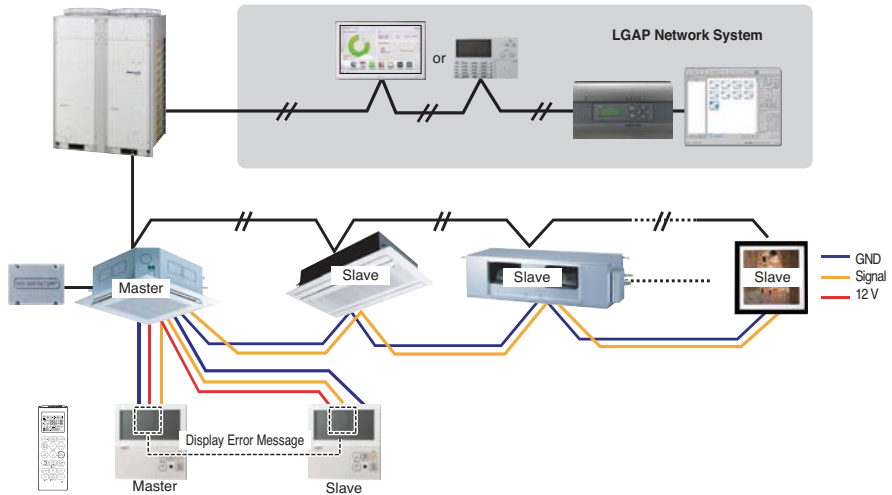 LGAP Network System
or
Master
Slave
Slave
Slave
GND
Signal
12 V
Display Error Message
Master
Slave